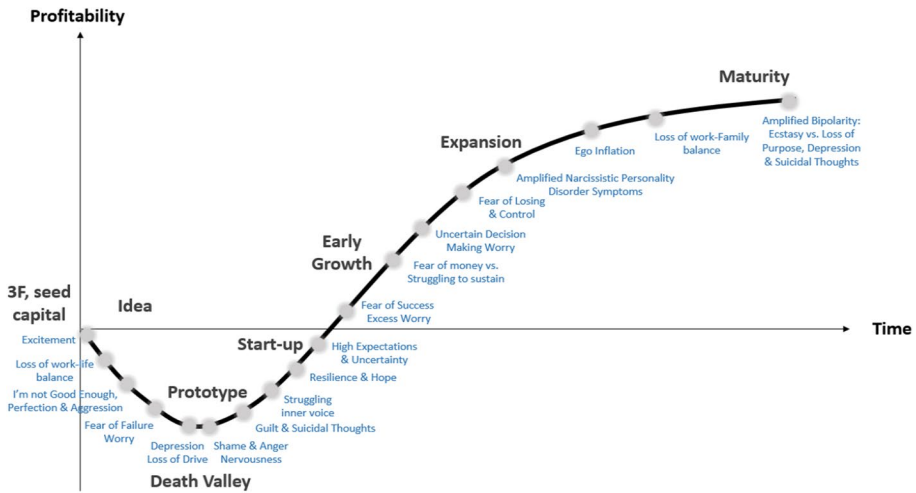 Profitability
Maturity
Amplified Bipolarity:
Ecstasy vs. Loss of
Purpose, Depression
& Suicidal Thoughts
Loss of work-Family
balance
Expansion
Ego Inflation
Amplified Narcissistic Personality
Disorder Symptoms
Fear of Losing
& Control
Uncertain Decision
Making Worry
Early
Growth
Fear of money vs.
Struggling to sustain
3F, seed
capital
Idea
Fear of Success
Excess Worry
Time
Excitement
Start-up
High Expectations
& Uncertainty
Loss of work-life
balance
Resilience & Hope
I'm not Good Enough,
Perfection & Aggression
Prototype
Struggling
inner voice
Fear of Failure
Worry
Guilt & Suicidal Thoughts
Depression
Loss of Drive
Shame & Anger
Nervousness
Death Valley